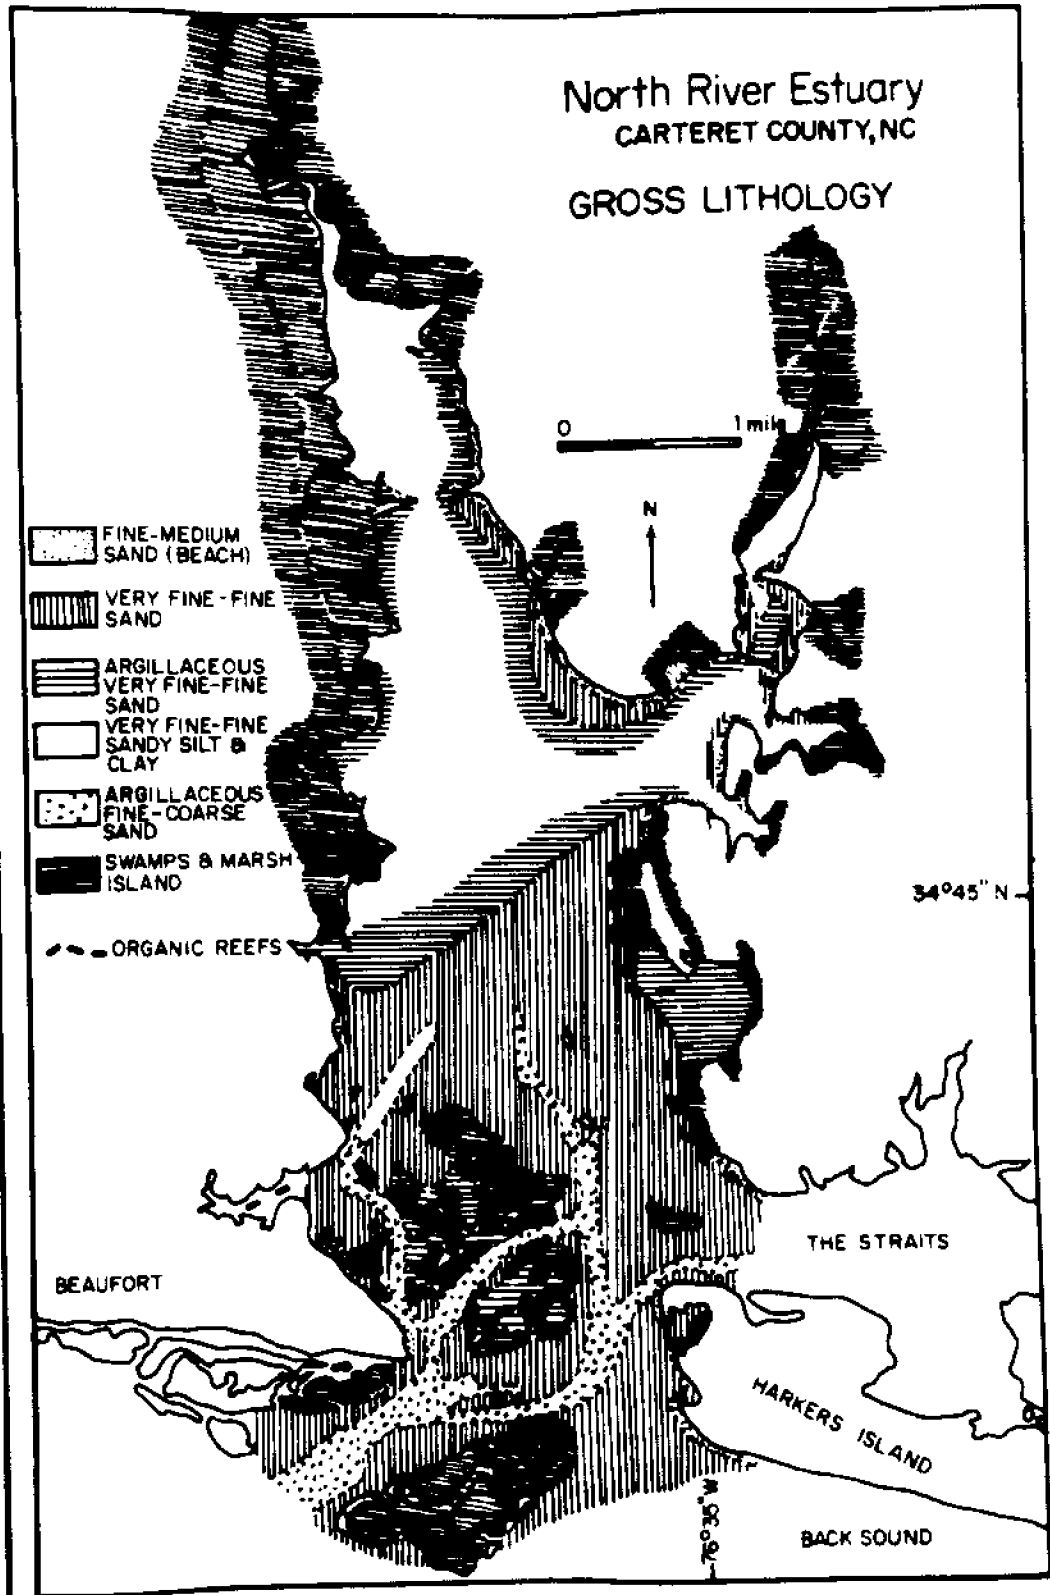 North River Estuary
CARTERET COUNTY, NC
GROSS LITHOLOGY
0 1 mile
N
FINE-MEDIUM
SAND (BEACH)
VERY FINE-FINE
SAND
ARGILLACEOUS
VERY FINE-FINE
SAND
VERY FINE-FINE
SANDY SILT &
CLAY
ARGILLACEOUS
FINE-COARSE
SAND
SWAMPS & MARSH
ISLAND
ORGANIC REEFS
34°45" N
THE STRAITS
BEAUFORT
HARKERS ISLAND
76°35"W
BACK SOUND